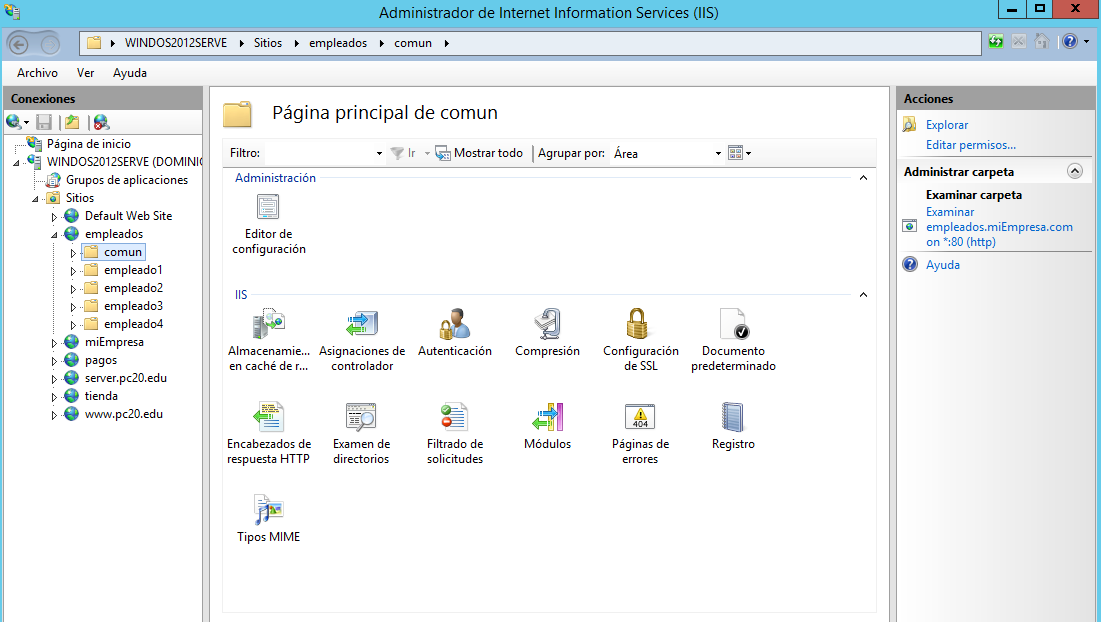 Administrador de Internet Information Services (IIS)
WINDOS2012SERVE
Sitios
empleados
comun
Archivo
Ver
Ayuda
Conexiones
Página de inicio
WINDOS2012SERVE (DOMINIC
Grupos de aplicaciones
Sitios
Default Web Site
empleados
comun
empleado1
empleado2
empleado3
empleado4
miEmpresa
pagos
server.pc20.edu
tienda
www.pc20.edu
Página principal de comun
Filtro:
Ir
Mostrar todo
Agrupar por:
Área
Administración
Editor de
configuración
IIS
Almacenamie...
en caché de r...
Asignaciones de
controlador
Autenticación
Compresión
Configuración
de SSL
Documento
predeterminado
Encabezados de
respuesta HTTP
Examen de
directorios
Filtrado de
solicitudes
Módulos
404
Páginas de
errores
Registro
Tipos MIME
Acciones
Explorar
Editar permisos...
Administrar carpeta
Examinar carpeta
Examinar
empleados.miEmpresa.com
on *:80 (http)
Ayuda